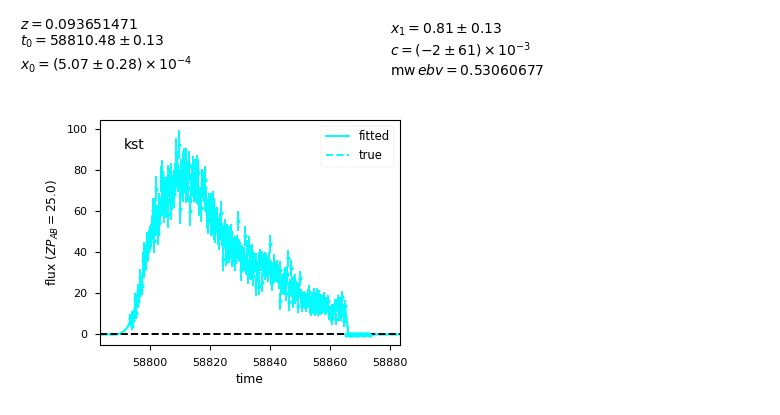 z = 0.093651471
t₀ = 58810.48 ± 0.13
x₀ = (5.07 ± 0.28) × 10⁻⁴
x₁ = 0.81 ± 0.13
c = (−2 ± 61) × 10⁻³
mw ebv = 0.53060677
kst
fitted
true
flux (ZP_AB = 25.0)
100
80
60
40
20
0
58800 58820 58840 58860 58880
time